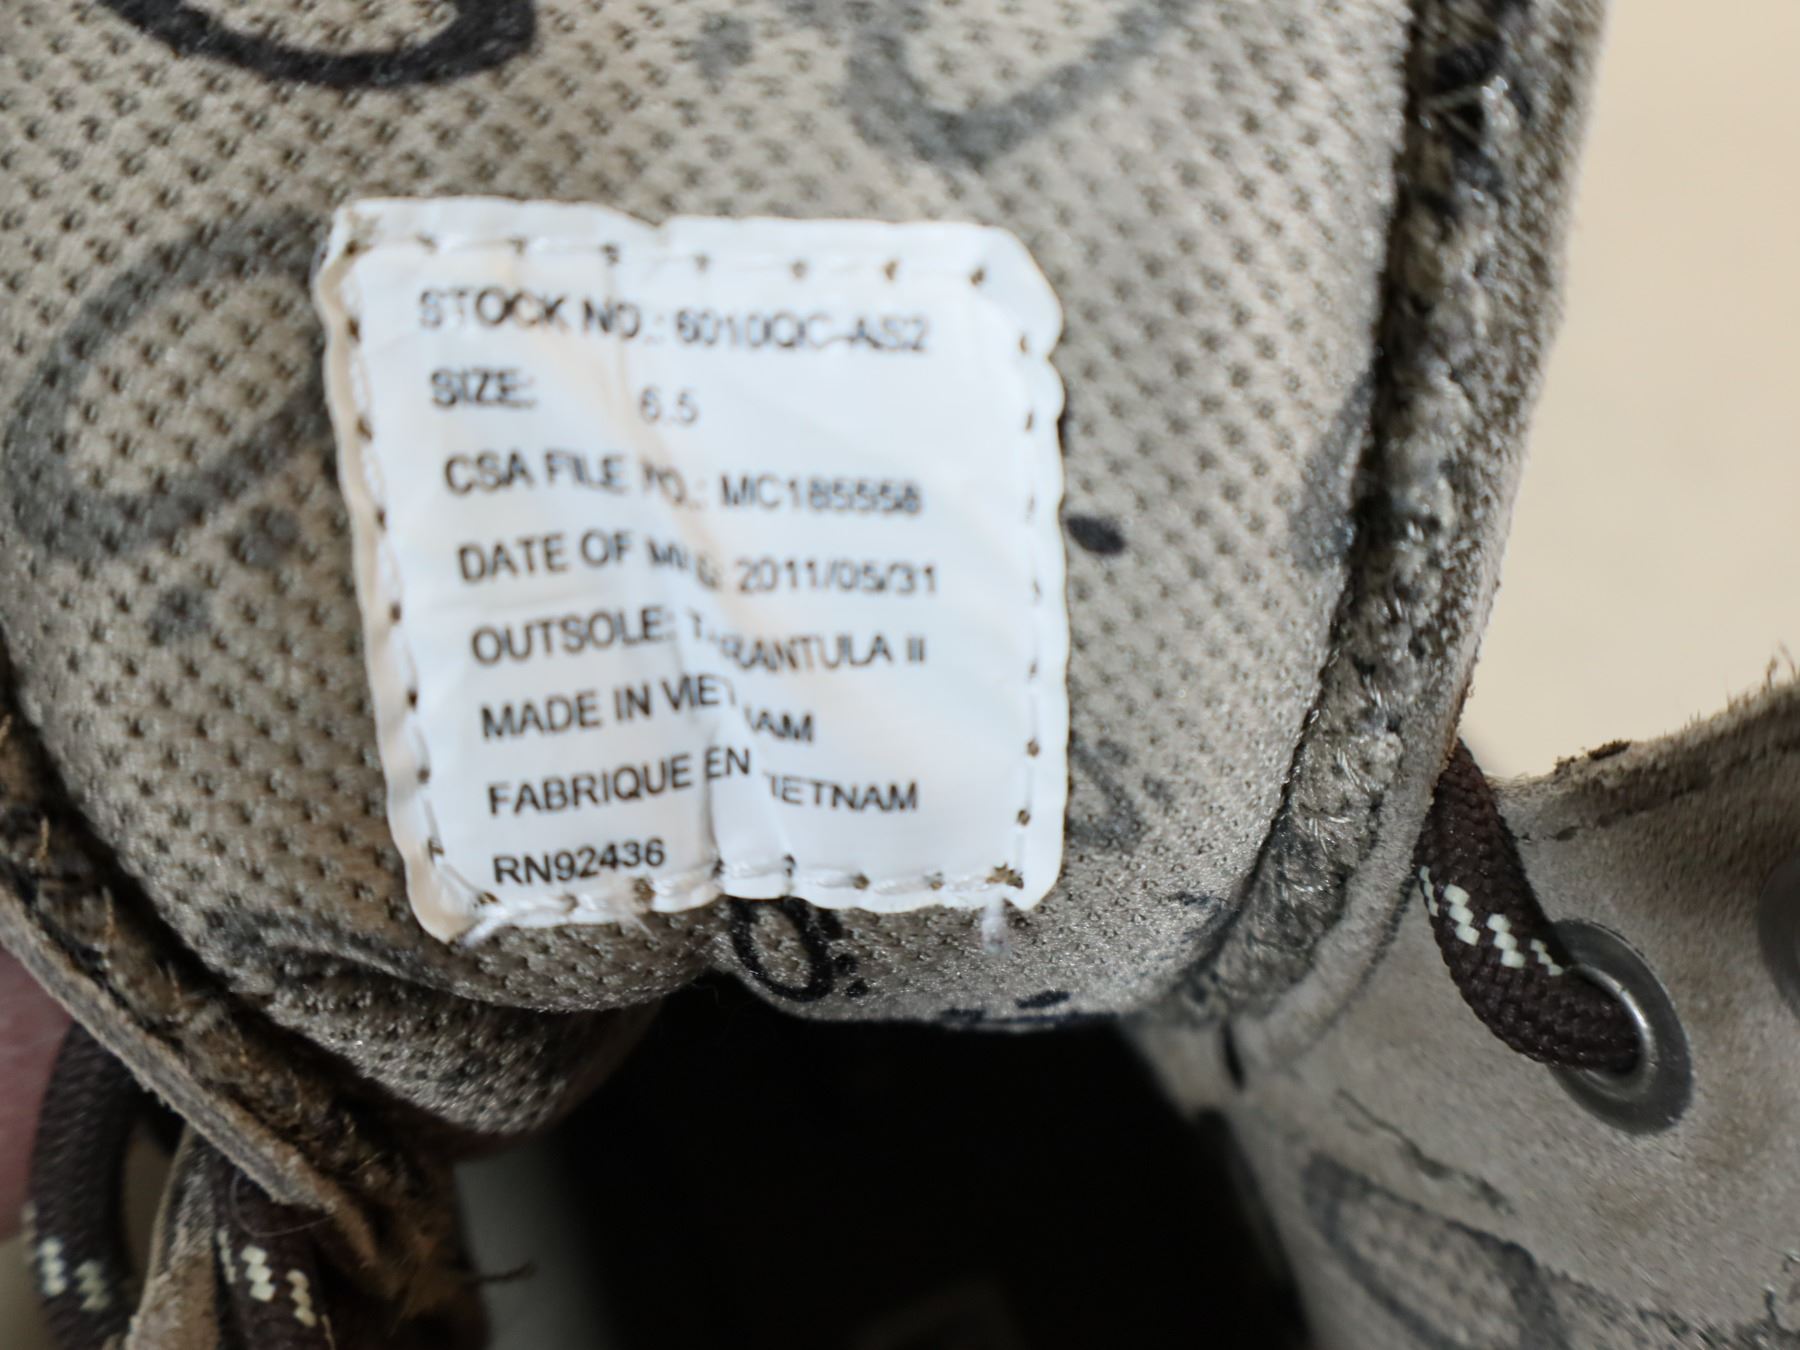 STOCK NO.: 6010QC-AS2
SIZE: 6.5
CSA FILE NO.: MC185558
DATE OF MFG: 2011/05/31
OUTSOLE: TARANTULA II
MADE IN VIETNAM
FABRIQUE EN VIETNAM
RN92436